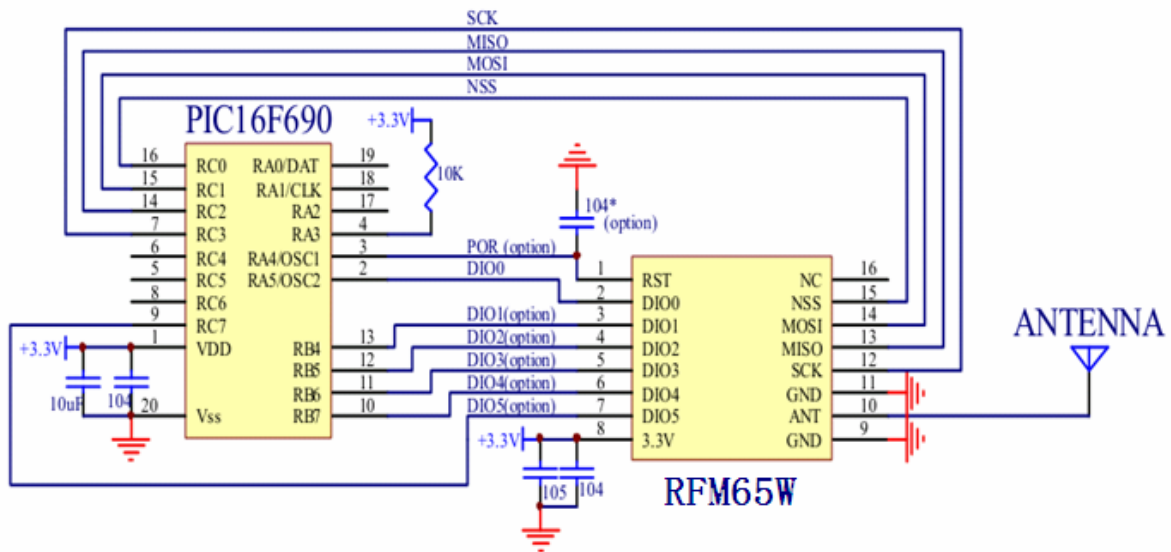 SCK
MISO
MOSI
NSS
PIC16F690
+3.3V
10K
16 RC0 RA0/DAT 19
15 RC1 RA1/CLK 18
14 RC2 RA2 17
7 RC3 RA3 4
6 RC4 RA4/OSC1 3
5 RC5 RA5/OSC2 2
8 RC6
9 RC7
1 VDD RB4 13
RB5 12
RB6 11
20 Vss RB7 10
+3.3V
10uF
104
104*
(option)
POR (option)
DIO0
DIO1(option)
DIO2(option)
DIO3(option)
DIO4(option)
DIO5(option)
1 RST NC 16
2 DIO0 NSS 15
3 DIO1 MOSI 14
4 DIO2 MISO 13
5 DIO3 SCK 12
6 DIO4 GND 11
7 DIO5 ANT 10
8 3.3V GND 9
+3.3V
105
104
RFM65W
ANTENNA